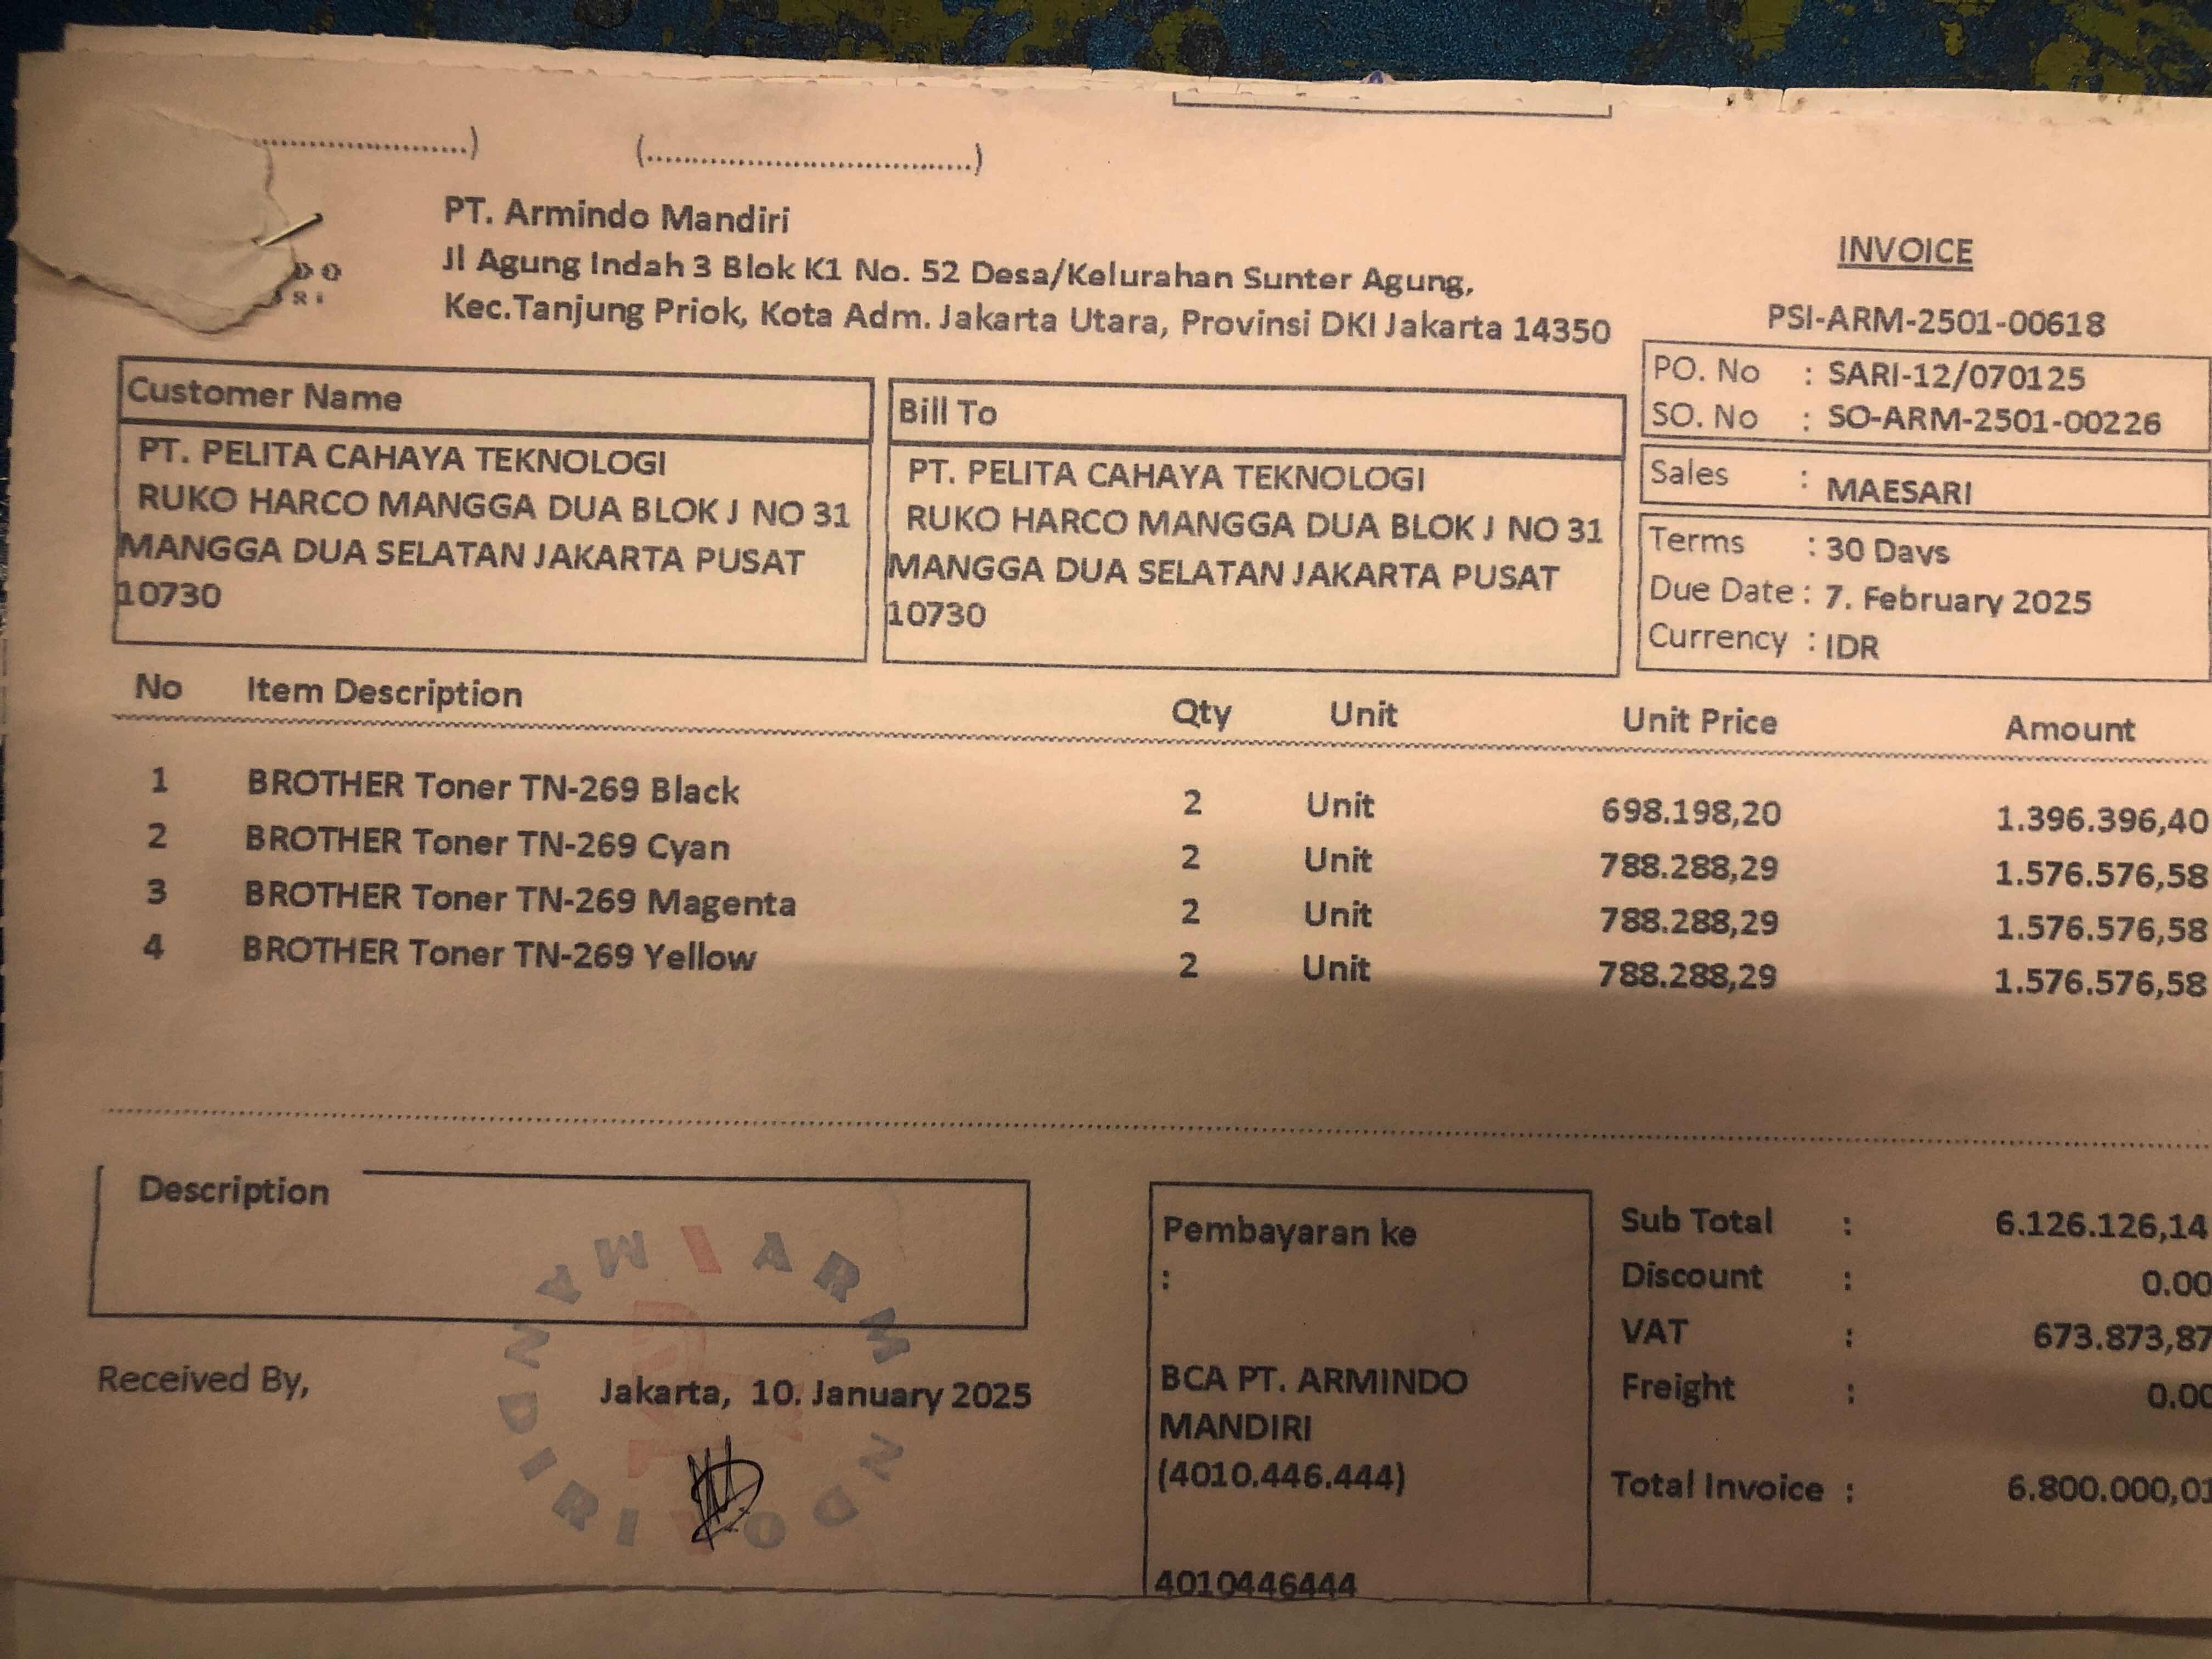 ...........................)
(........................................)
DO
RI
PT. Armindo Mandiri
Jl Agung Indah 3 Blok K1 No. 52 Desa/Kelurahan Sunter Agung,
Kec.Tanjung Priok, Kota Adm. Jakarta Utara, Provinsi DKI Jakarta 14350
INVOICE
PSI-ARM-2501-00618
PO. No : SARI-12/070125
SO. No : SO-ARM-2501-00226
Sales : MAESARI
Terms : 30 Days
Due Date : 7. February 2025
Currency : IDR
Customer Name
PT. PELITA CAHAYA TEKNOLOGI
RUKO HARCO MANGGA DUA BLOK J NO 31
MANGGA DUA SELATAN JAKARTA PUSAT
10730
Bill To
PT. PELITA CAHAYA TEKNOLOGI
RUKO HARCO MANGGA DUA BLOK J NO 31
MANGGA DUA SELATAN JAKARTA PUSAT
10730
No Item Description Qty Unit Unit Price Amount
1 BROTHER Toner TN-269 Black 2 Unit 698.198,20 1.396.396,40
2 BROTHER Toner TN-269 Cyan 2 Unit 788.288,29 1.576.576,58
3 BROTHER Toner TN-269 Magenta 2 Unit 788.288,29 1.576.576,58
4 BROTHER Toner TN-269 Yellow 2 Unit 788.288,29 1.576.576,58
Description
Received By,
Jakarta, 10. January 2025
ARMINDO MANDIRI
Pembayaran ke
:
BCA PT. ARMINDO
MANDIRI
(4010.446.444)
4010446444
Sub Total : 6.126.126,14
Discount : 0.00
VAT : 673.873,87
Freight : 0.00
Total Invoice : 6.800.000,01